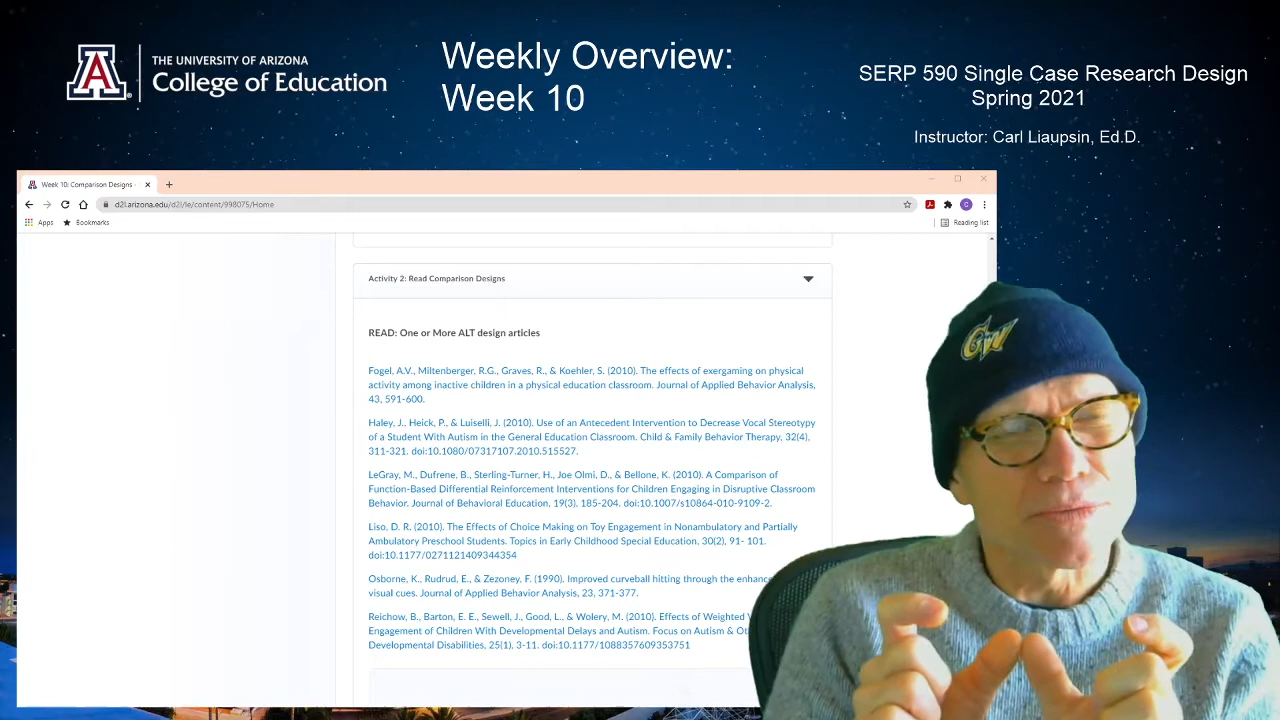 THE UNIVERSITY OF ARIZONA
College of Education
Weekly Overview:
Week 10
SERP 590 Single Case Research Design
Spring 2021
Instructor: Carl Liaupsin, Ed.D.
Week 10: Comparison Designs
d2l.arizona.edu/d2l/le/content/998075/Home
Apps
Bookmarks
Reading list
Activity 2: Read Comparison Designs
READ: One or More ALT design articles
Fogel, A.V., Miltenberger, R.G., Graves, R., & Koehler, S. (2010). The effects of exergaming on physical
activity among inactive children in a physical education classroom. Journal of Applied Behavior Analysis,
43, 591-600.
Haley, J., Heick, P., & Luiselli, J. (2010). Use of an Antecedent Intervention to Decrease Vocal Stereotypy
of a Student With Autism in the General Education Classroom. Child & Family Behavior Therapy, 32(4),
311-321. doi:10.1080/07317107.2010.515527.
LeGray, M., Dufrene, B., Sterling-Turner, H., Joe Olmi, D., & Bellone, K. (2010). A Comparison of
Function-Based Differential Reinforcement Interventions for Children Engaging in Disruptive Classroom
Behavior. Journal of Behavioral Education, 19(3), 185-204. doi:10.1007/s10864-010-9109-2.
Liso, D. R. (2010). The Effects of Choice Making on Toy Engagement in Nonambulatory and Partially
Ambulatory Preschool Students. Topics in Early Childhood Special Education, 30(2), 91- 101.
doi:10.1177/0271121409344354
Osborne, K., Rudrud, E., & Zezoney, F. (1990). Improved curveball hitting through the enhance
visual cues. Journal of Applied Behavior Analysis, 23, 371-377.
Reichow, B., Barton, E. E., Sewell, J., Good, L., & Wolery, M. (2010). Effects of Weighted
Engagement of Children With Developmental Delays and Autism. Focus on Autism & Ot
Developmental Disabilities, 25(1), 3-11. doi:10.1177/1088357609353751
GW